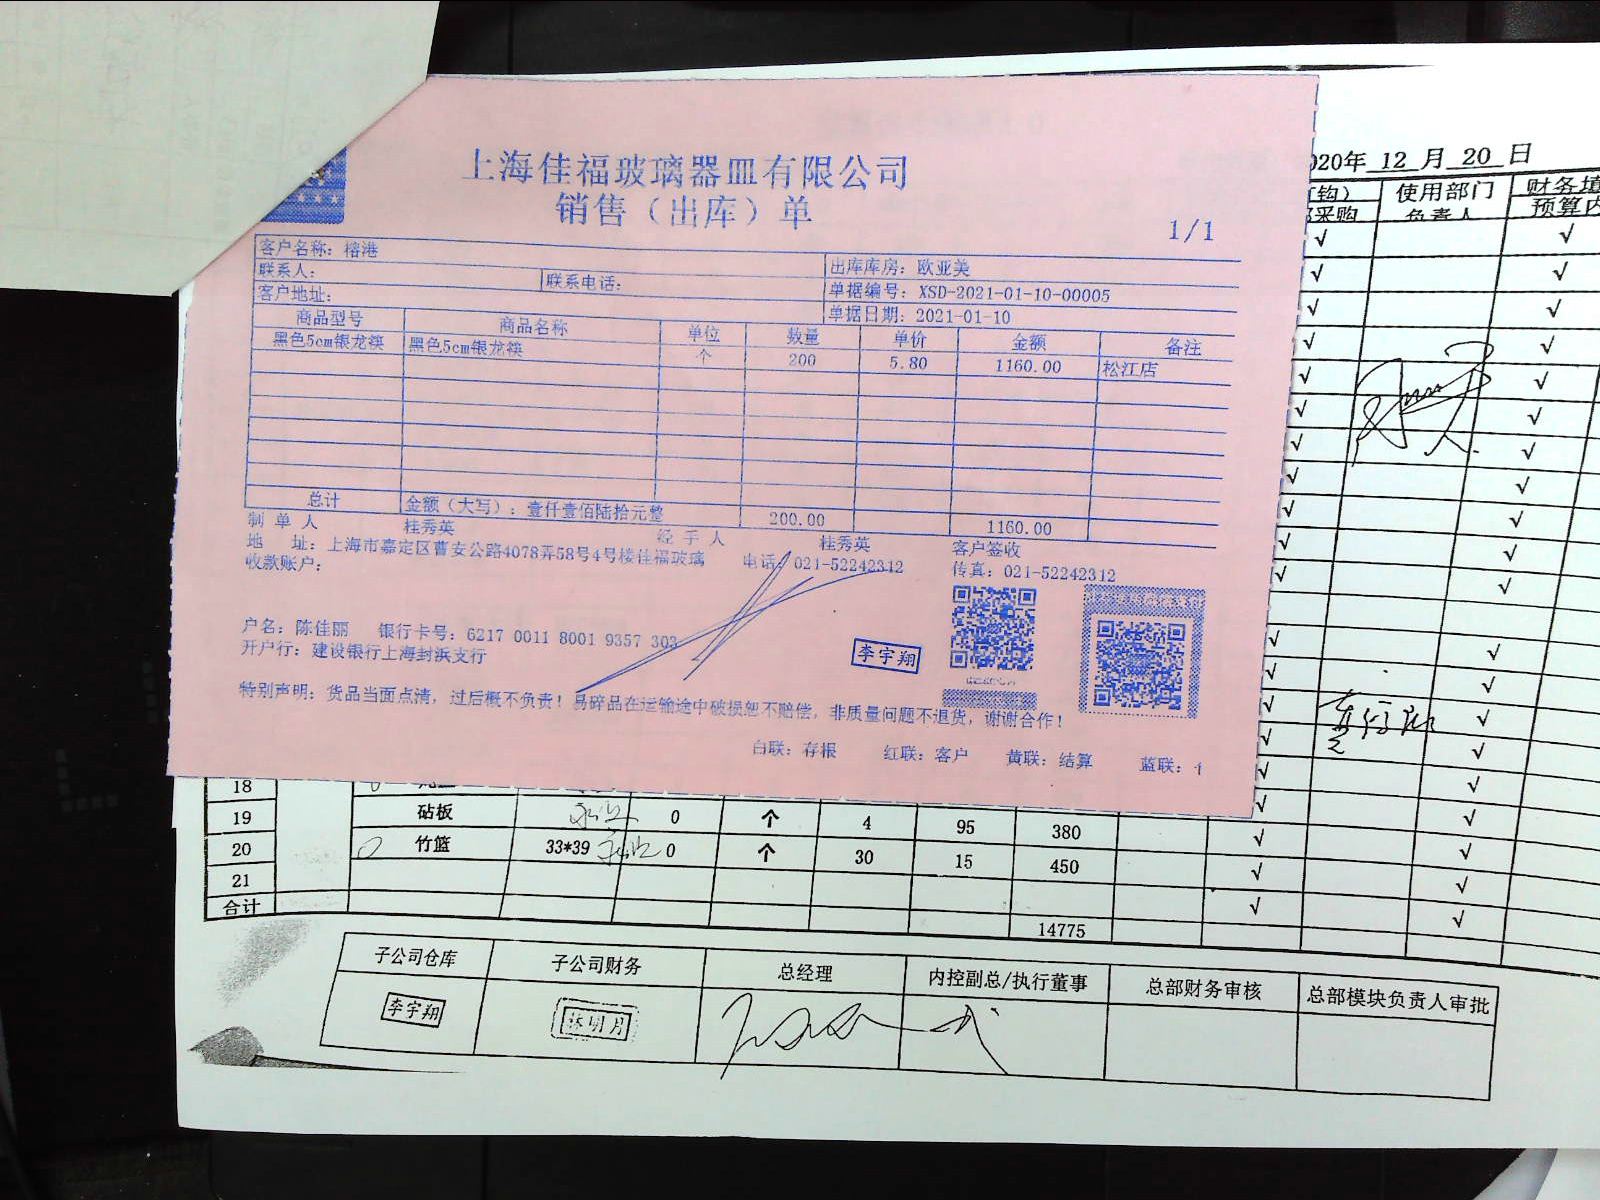 上海佳福玻璃器皿有限公司
销售（出库）单
1/1
客户名称：榕港
出库库房：欧亚美
联系人：
联系电话：
单据编号：XSD-2021-01-10-00005
客户地址：
单据日期：2021-01-10
商品型号 商品名称 单位 数量 单价 金额 备注
黑色5cm银龙筷 黑色5cm银龙筷 个 200 5.80 1160.00 松江店
总计 金额（大写）：壹仟壹佰陆拾元整 200.00 1160.00
制单人 桂秀英 经手人 桂秀英 客户签收
地 址：上海市嘉定区曹安公路4078弄58号4号楼佳福玻璃 电话：021-52242312 传真：021-52242312
收款账户：
户名：陈佳丽 银行卡号：6217 0011 8001 9357 303
开户行：建设银行上海封浜支行
李宇翔
特别声明：货品当面点清，过后概不负责！易碎品在运输途中破损恕不赔偿，非质量问题不退货，谢谢合作！
白联：存根 红联：客户 黄联：结算 蓝联：
020年 12 月 20 日
钩） 使用部门 财务填
采购 负责人 预算内
18
19 砧板 0 个 4 95 380
20 竹篮 33*39 0 个 30 15 450
21
合计 14775
子公司仓库 子公司财务 总经理 内控副总/执行董事 总部财务审核 总部模块负责人审批
李宇翔 林明月